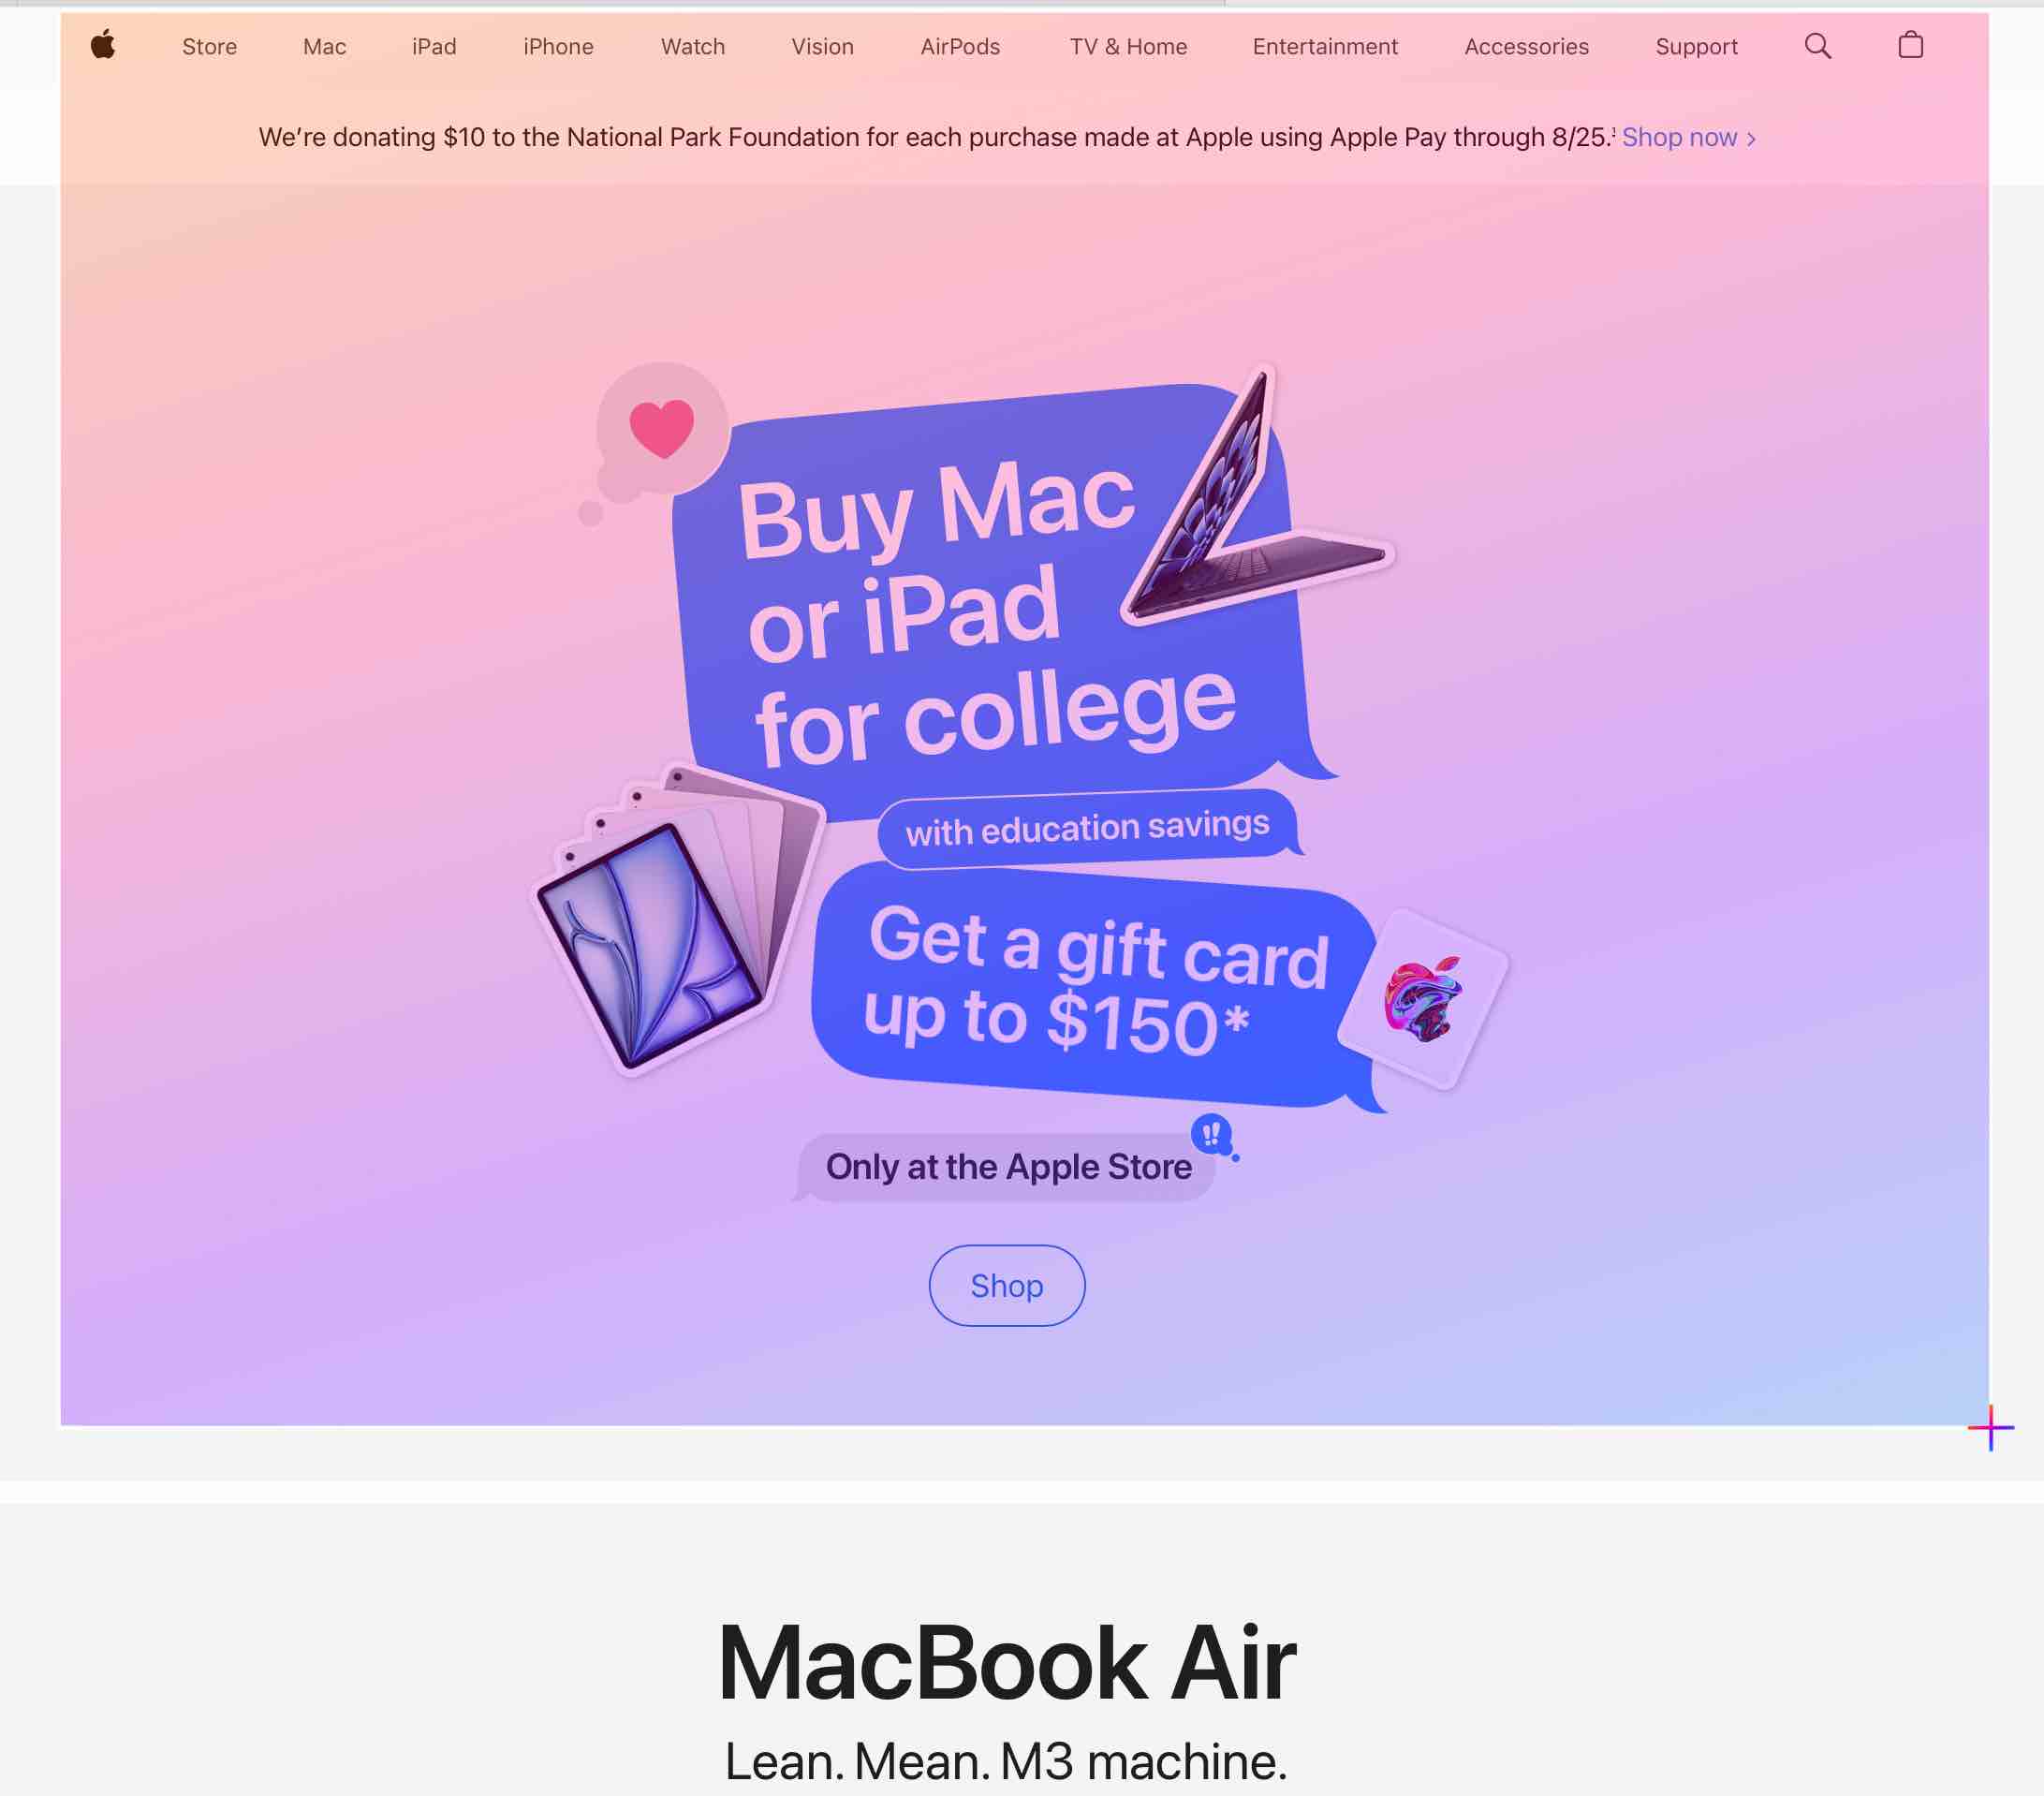 Store Mac iPad iPhone Watch Vision AirPods TV & Home Entertainment Accessories Support
We're donating $10 to the National Park Foundation for each purchase made at Apple using Apple Pay through 8/25.¹ Shop now >
Buy Mac
or iPad
for college
with education savings
Get a gift card
up to $150*
!!
Only at the Apple Store
Shop
MacBook Air
Lean. Mean. M3 machine.